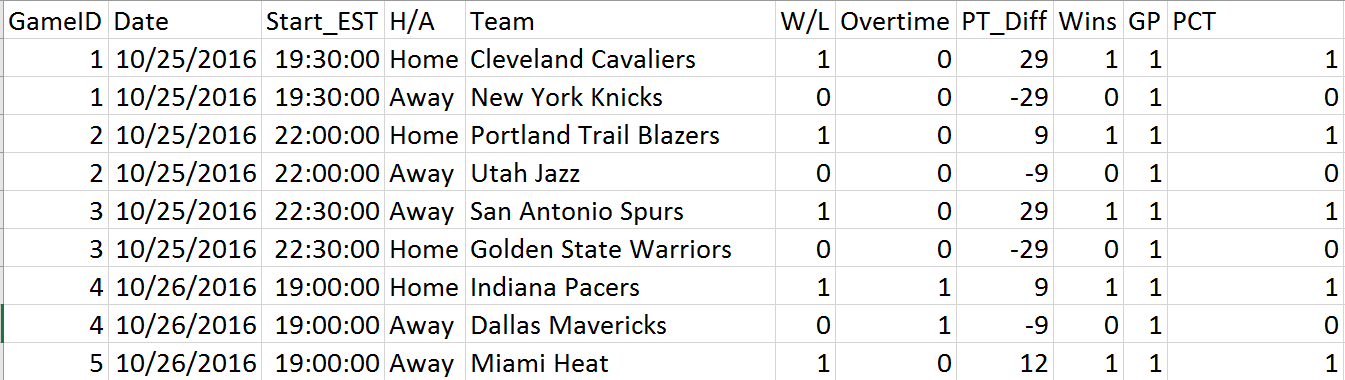 GameID Date Start_EST H/A Team W/L Overtime PT_Diff Wins GP PCT
1 10/25/2016 19:30:00 Home Cleveland Cavaliers 1 0 29 1 1 1
1 10/25/2016 19:30:00 Away New York Knicks 0 0 -29 0 1 0
2 10/25/2016 22:00:00 Home Portland Trail Blazers 1 0 9 1 1 1
2 10/25/2016 22:00:00 Away Utah Jazz 0 0 -9 0 1 0
3 10/25/2016 22:30:00 Away San Antonio Spurs 1 0 29 1 1 1
3 10/25/2016 22:30:00 Home Golden State Warriors 0 0 -29 0 1 0
4 10/26/2016 19:00:00 Home Indiana Pacers 1 1 9 1 1 1
4 10/26/2016 19:00:00 Away Dallas Mavericks 0 1 -9 0 1 0
5 10/26/2016 19:00:00 Away Miami Heat 1 0 12 1 1 1